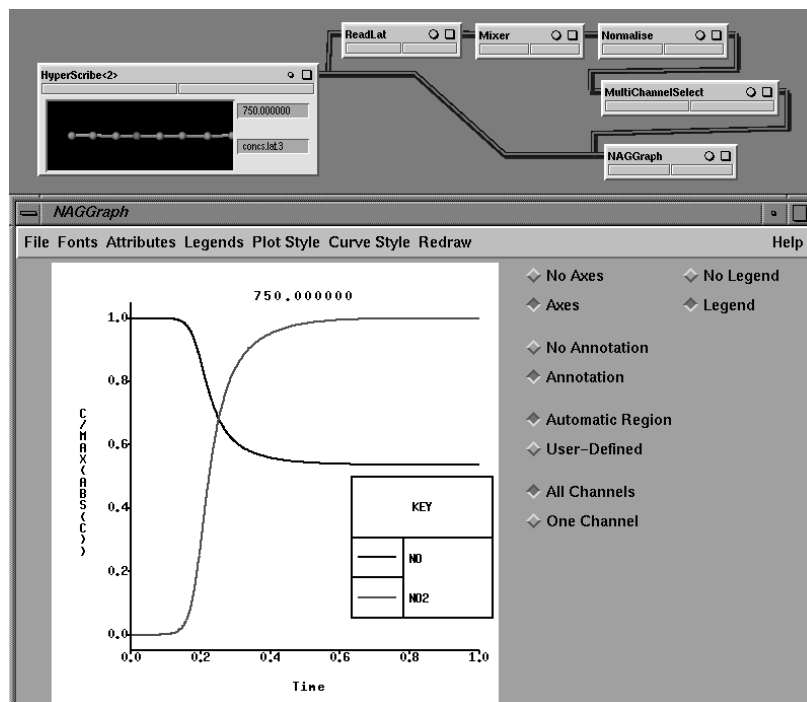 ReadLat
Mixer
Normalise
HyperScribe<2>
750.000000
concs.lat.3
MultiChannelSelect
NAGGraph
NAGGraph
File Fonts Attributes Legends Plot Style Curve Style Redraw Help
750.000000
1.0
0.8
0.6
0.4
0.2
0.0
C/MAX(ABS(C))
0.0 0.2 0.4 0.6 0.8 1.0
Time
KEY
NO
NO2
No Axes
No Legend
Axes
Legend
No Annotation
Annotation
Automatic Region
User-Defined
All Channels
One Channel